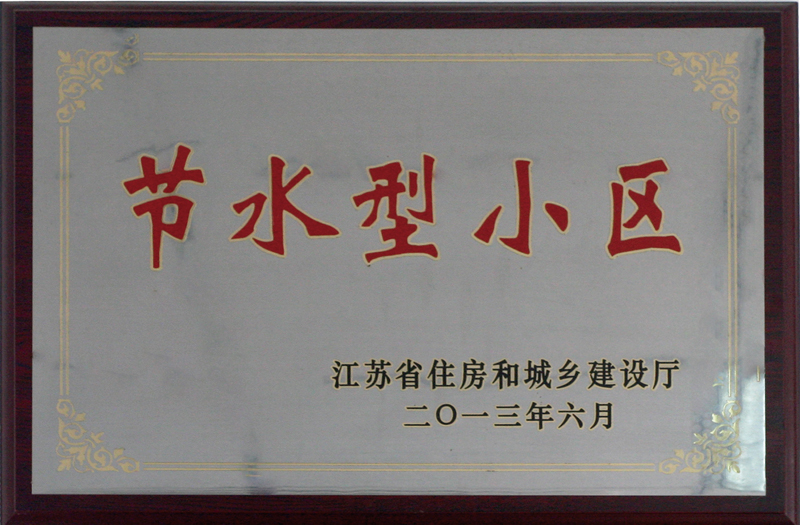 节水型小区
江苏省住房和城乡建设厅
二〇一三年六月